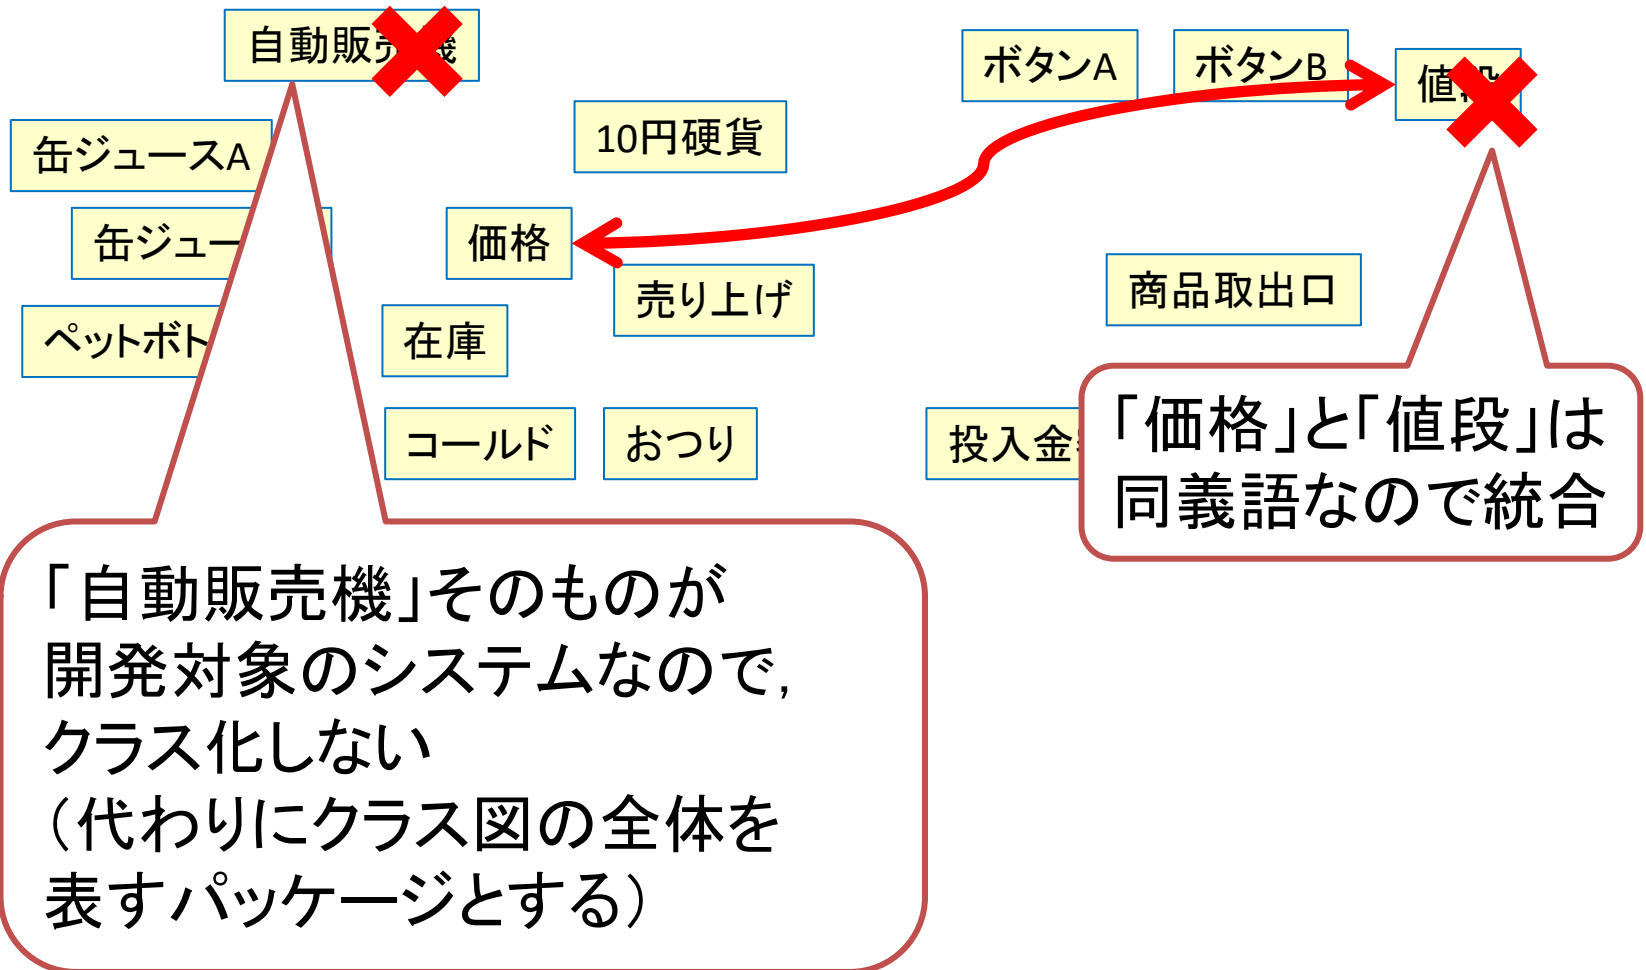 自動販売機
ボタンA
ボタンB
値段
10円硬貨
缶ジュースA
缶ジュー
価格
売り上げ
商品取出口
ペットボト
在庫
コールド
おつり
投入金
「価格」と「値段」は
同義語なので統合
「自動販売機」そのものが
開発対象のシステムなので,
クラス化しない
（代わりにクラス図の全体を
表すパッケージとする）